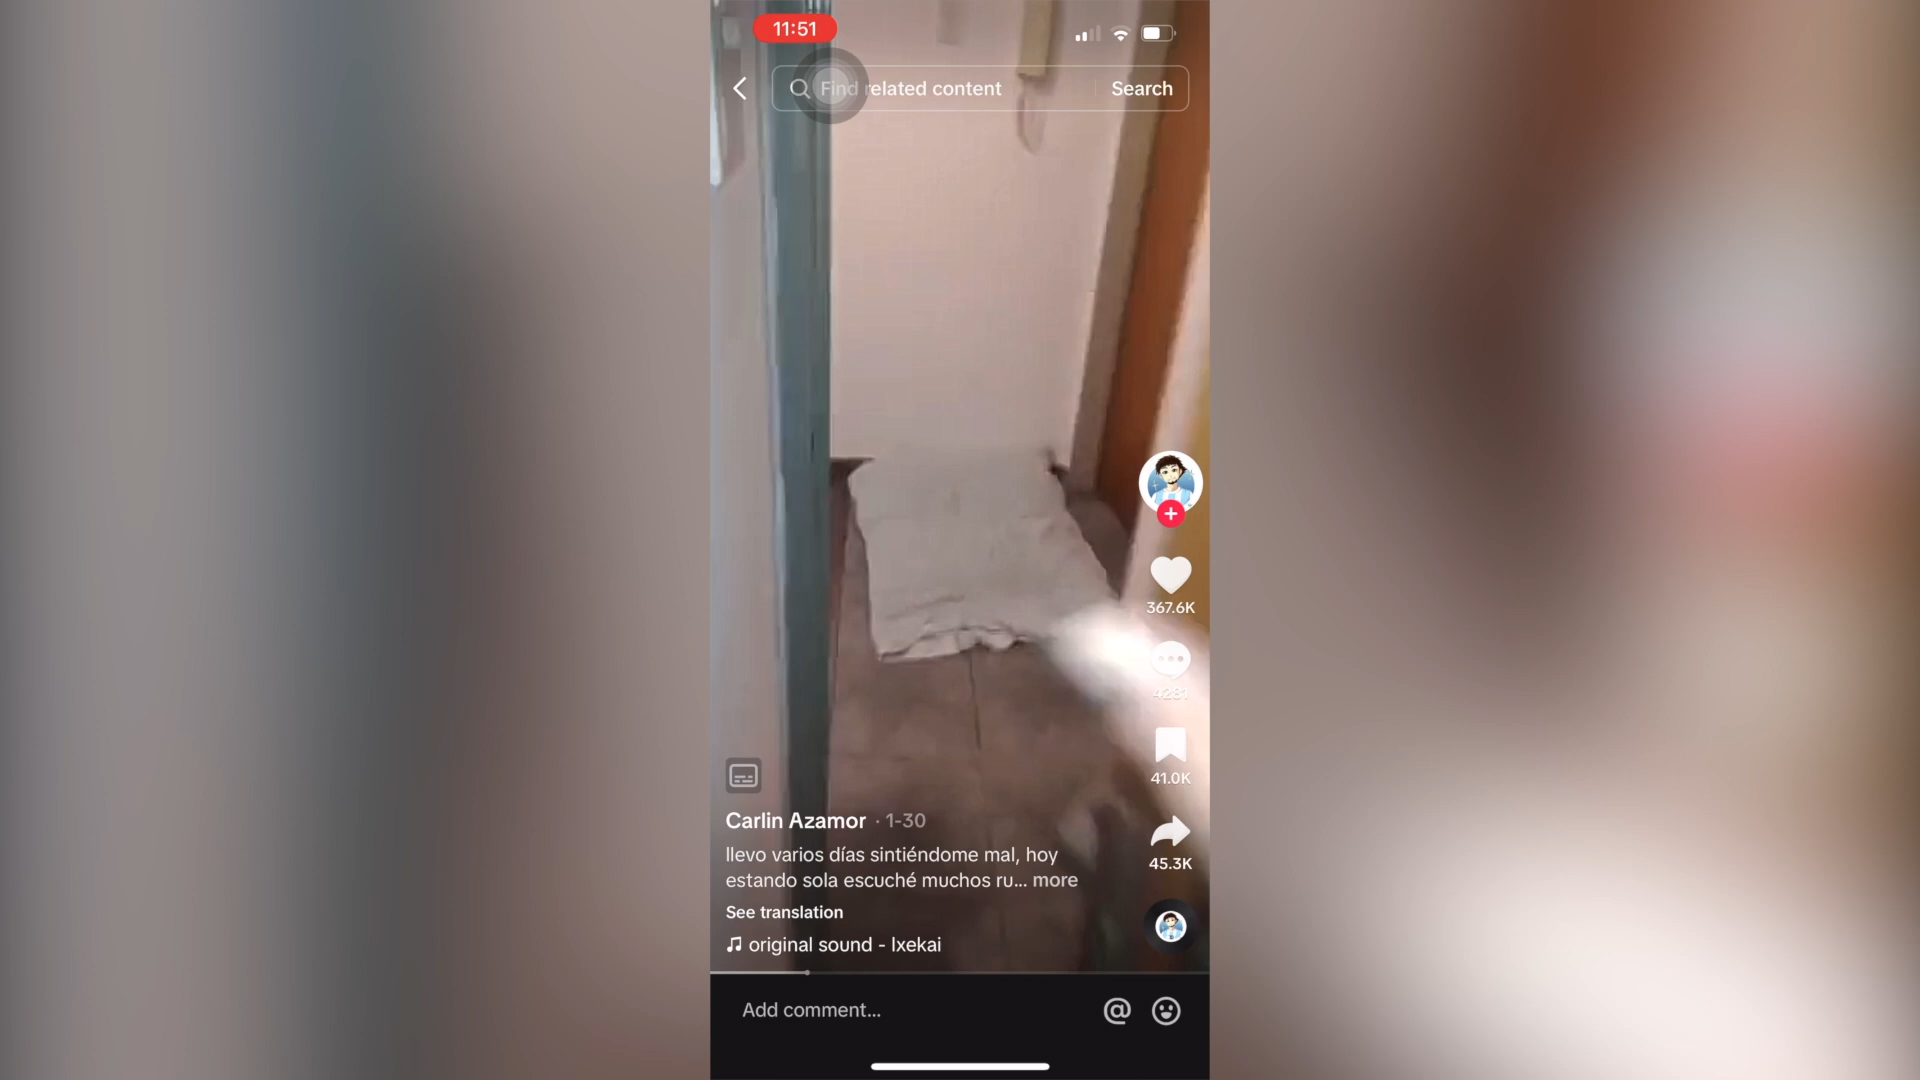 11:51
Find related content
Search
367.6K
4281
41.0K
45.3K
Carlin Azamor · 1-30
llevo varios días sintiéndome mal, hoy
estando sola escuché muchos ru... more
See translation
original sound - Ixekai
Add comment...
@